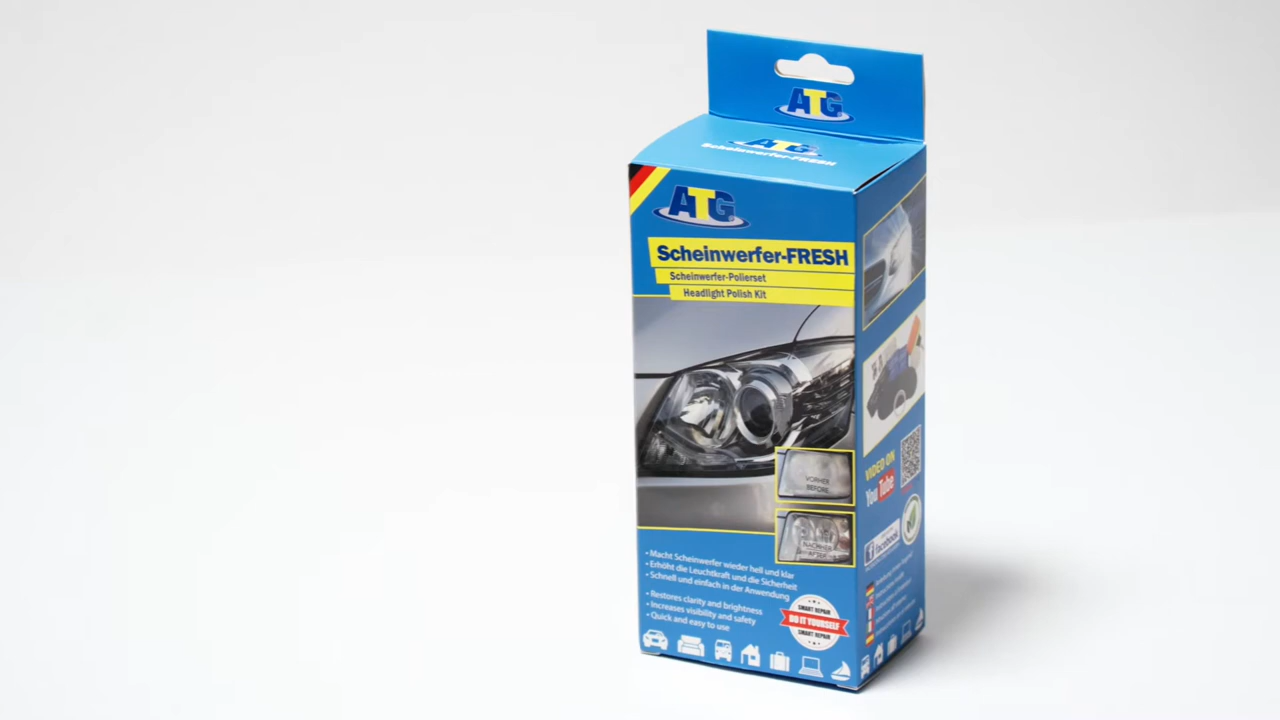 ATG
ATG
Scheinwerfer-FRESH
ATG
Scheinwerfer-FRESH
Scheinwerfer-Polierset
Headlight Polish Kit
VORHER
BEFORE
NACHHER
AFTER
• Macht Scheinwerfer wieder hell und klar
• Erhöht die Leuchtkraft und die Sicherheit
• Schnell und einfach in der Anwendung
• Restores clarity and brightness
• Increases visibility and safety
• Quick and easy to use
SMART REPAIR
DO IT YOURSELF
SMART REPAIR
VIDEO ON
YouTube
facebook